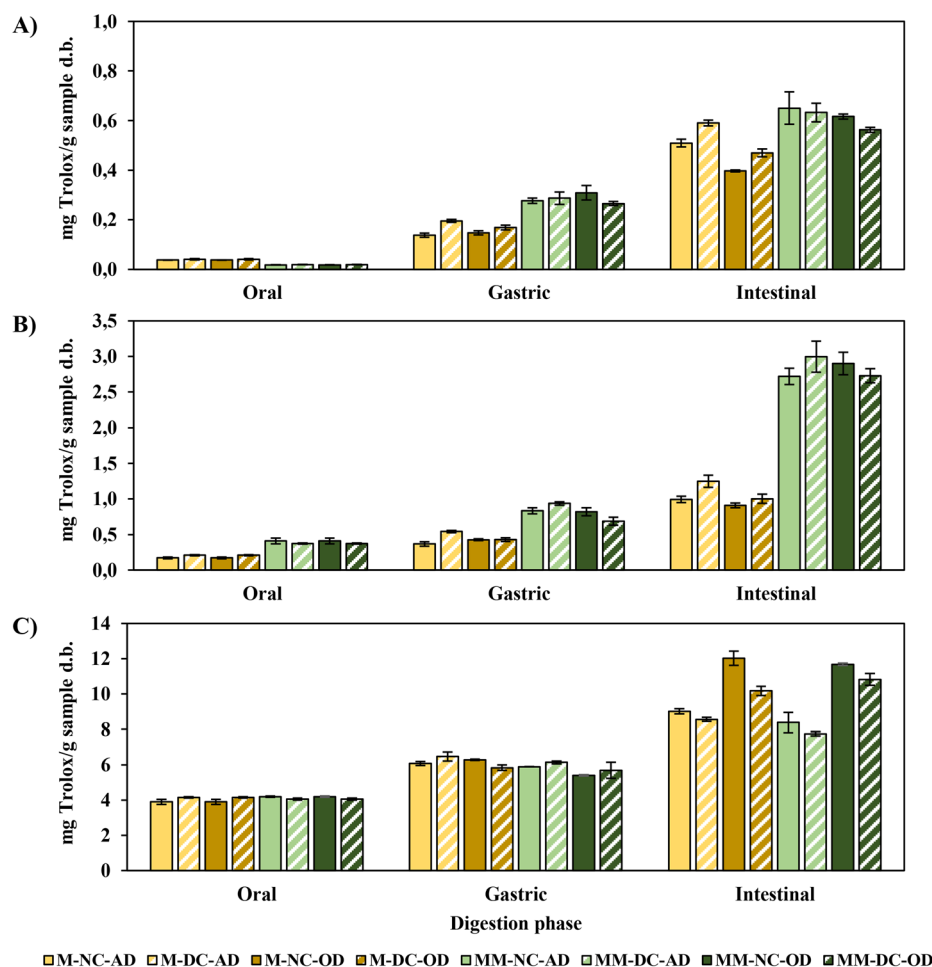 A)
mg Trolox/g sample d.b.
1,0
0,8
0,6
0,4
0,2
0,0
Oral Gastric Intestinal
B)
mg Trolox/g sample d.b.
3,5
3,0
2,5
2,0
1,5
1,0
0,5
0,0
Oral Gastric Intestinal
C)
mg Trolox/g sample d.b.
14
12
10
8
6
4
2
0
Oral Gastric Intestinal
Digestion phase
M-NC-AD M-DC-AD M-NC-OD M-DC-OD MM-NC-AD MM-DC-AD MM-NC-OD MM-DC-OD